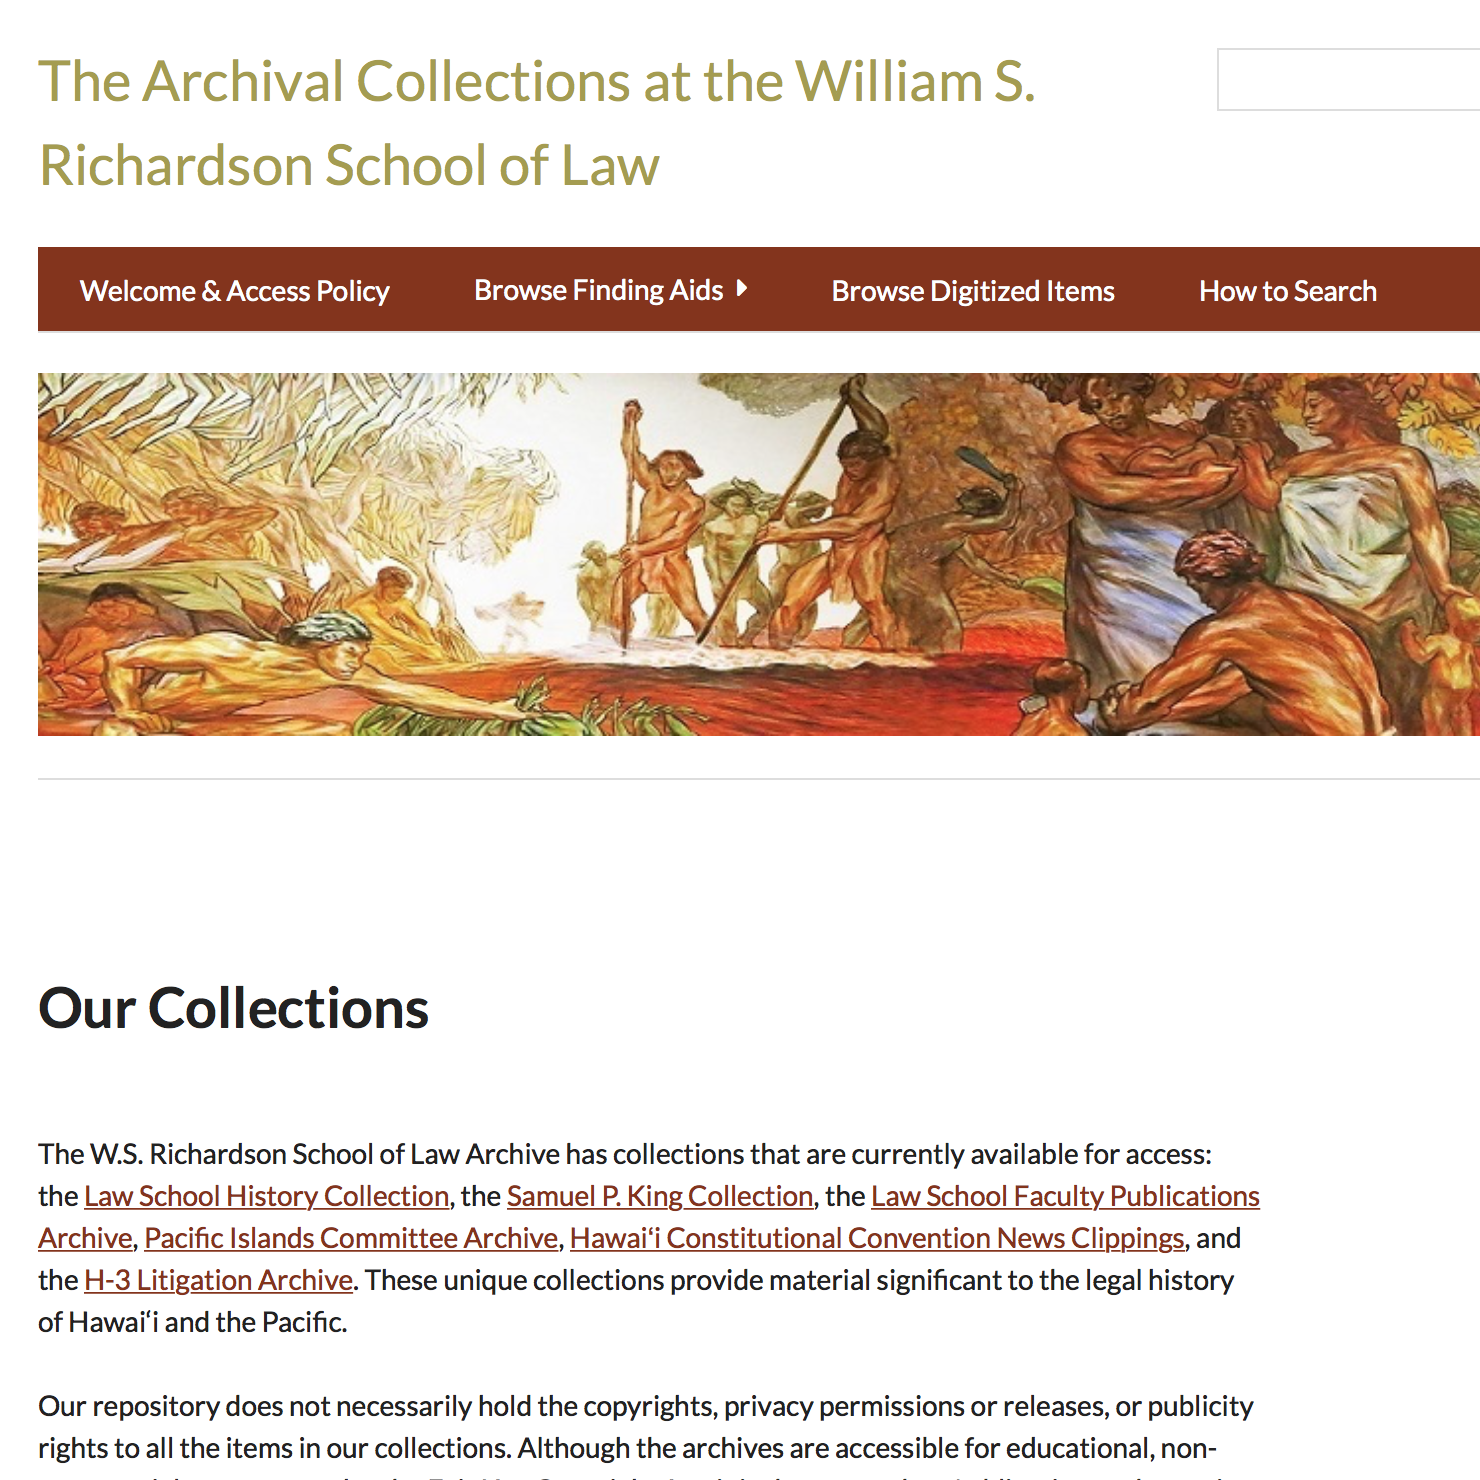 The Archival Collections at the William S.
Richardson School of Law
Welcome & Access Policy Browse Finding Aids Browse Digitized Items How to Search
Our Collections
The W.S. Richardson School of Law Archive has collections that are currently available for access:
the Law School History Collection, the Samuel P. King Collection, the Law School Faculty Publications
Archive, Pacific Islands Committee Archive, Hawaiʻi Constitutional Convention News Clippings, and
the H-3 Litigation Archive. These unique collections provide material significant to the legal history
of Hawaiʻi and the Pacific.
Our repository does not necessarily hold the copyrights, privacy permissions or releases, or publicity
rights to all the items in our collections. Although the archives are accessible for educational, non-